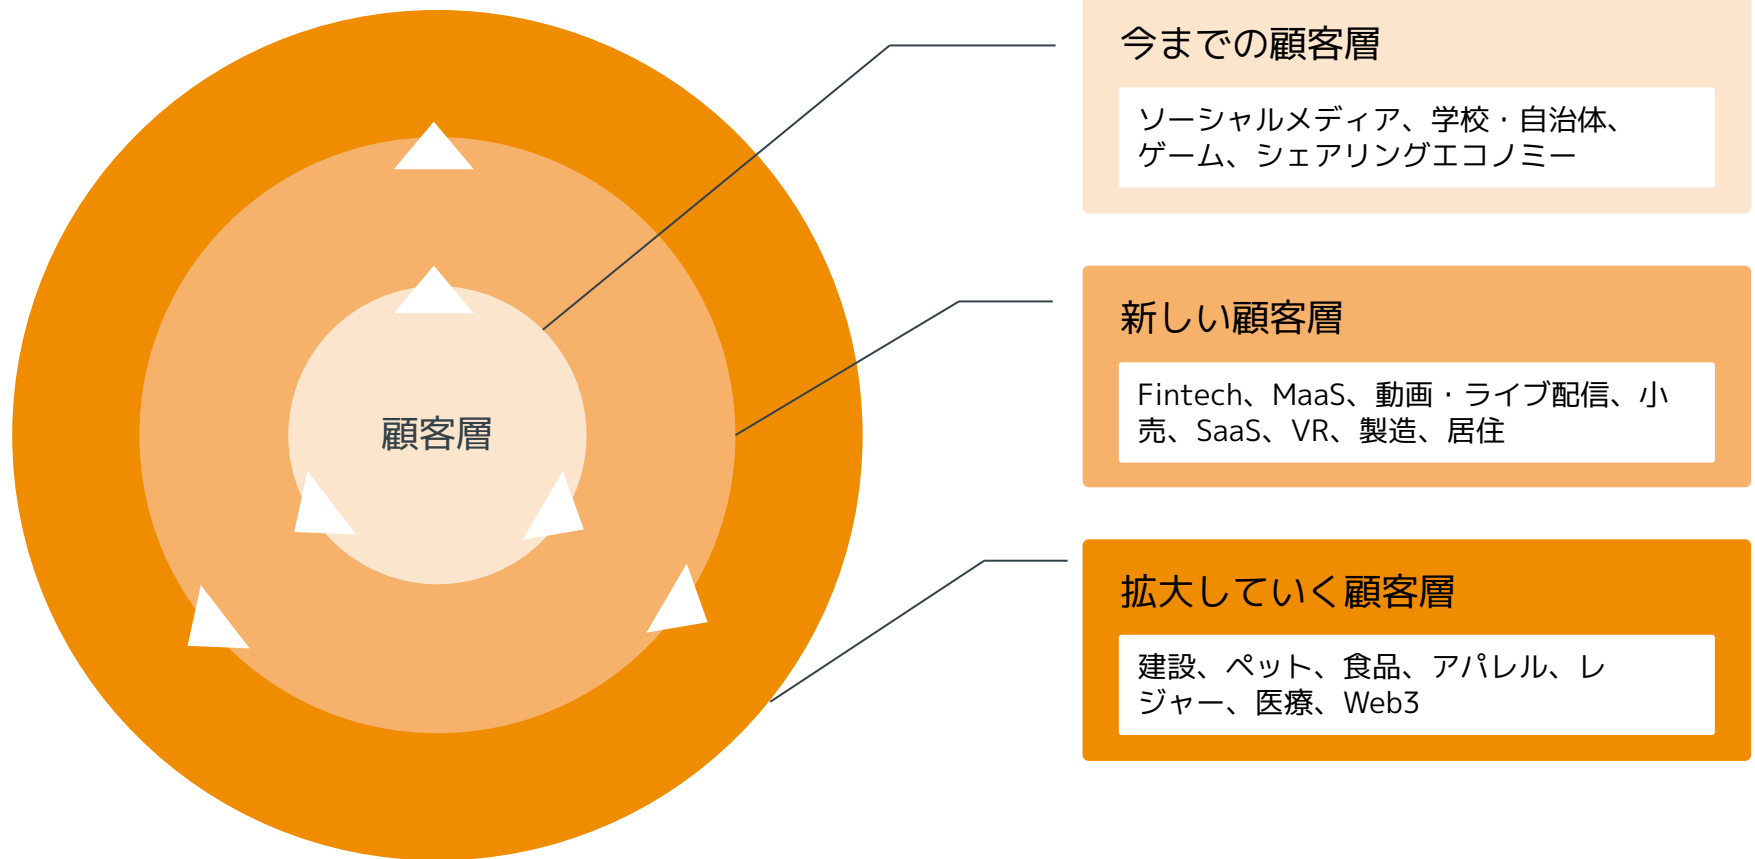 今までの顧客層
ソーシャルメディア、学校・自治体、
ゲーム、シェアリングエコノミー
新しい顧客層
Fintech、MaaS、動画・ライブ配信、小
売、SaaS、VR、製造、居住
顧客層
拡大していく顧客層
建設、ペット、食品、アパレル、レ
ジャー、医療、Web3